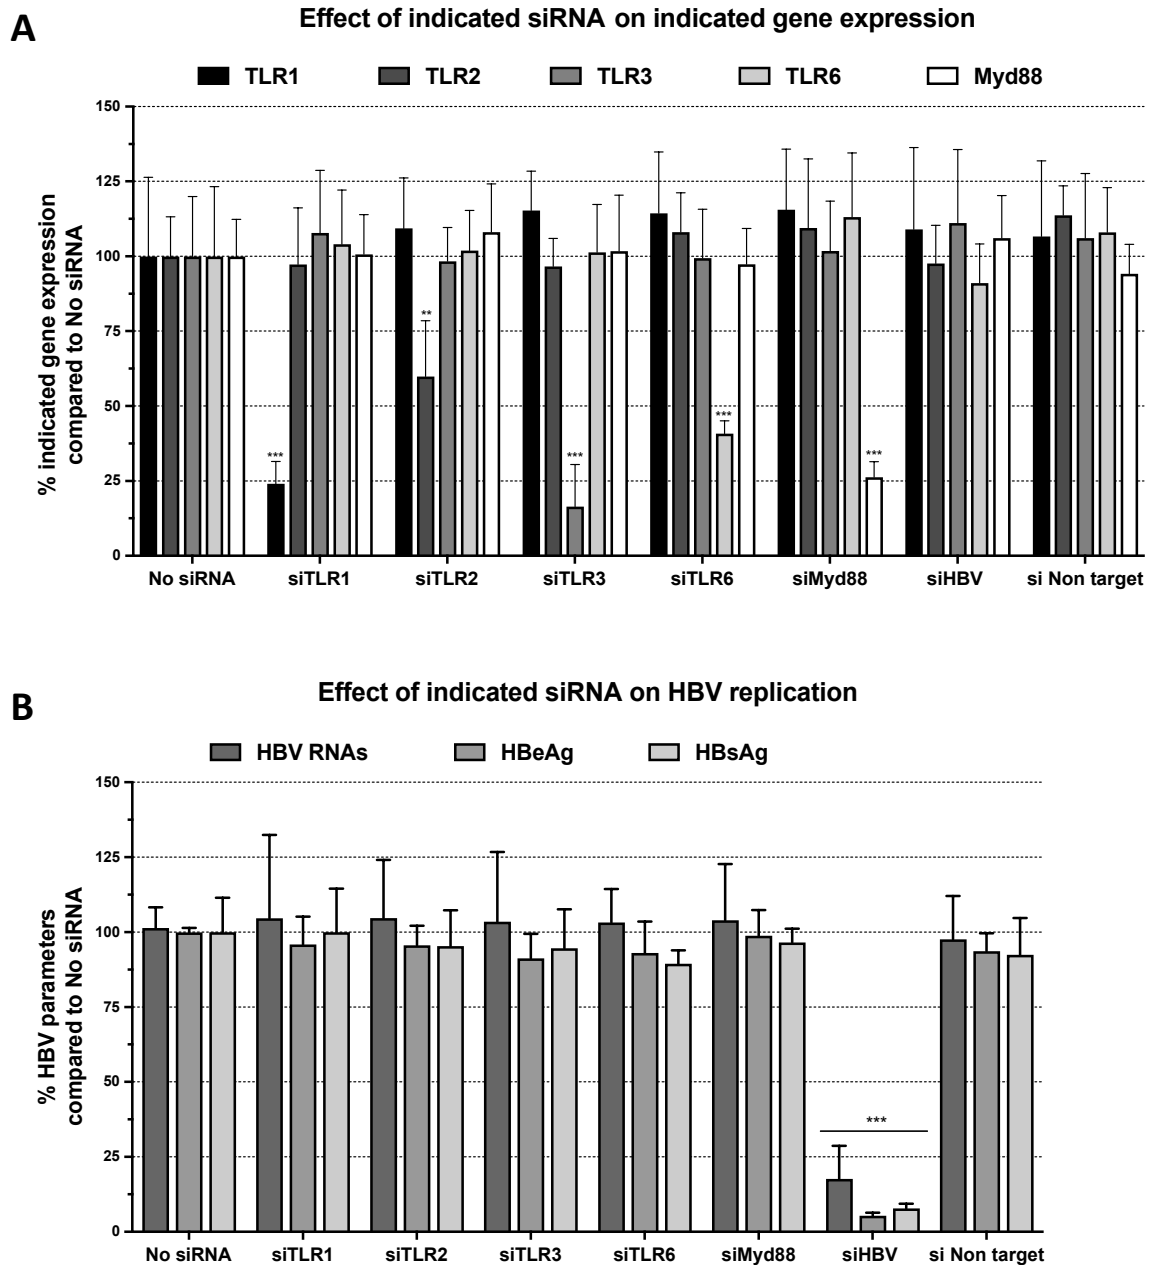 A
Effect of indicated siRNA on indicated gene expression
TLR1 TLR2 TLR3 TLR6 Myd88
% indicated gene expression
compared to No siRNA
150
125
100
75
50
25
0
***
**
***
***
***
No siRNA siTLR1 siTLR2 siTLR3 siTLR6 siMyd88 siHBV si Non target
B
Effect of indicated siRNA on HBV replication
HBV RNAs HBeAg HBsAg
% HBV parameters
compared to No siRNA
150
125
100
75
50
25
0
***
No siRNA siTLR1 siTLR2 siTLR3 siTLR6 siMyd88 siHBV si Non target